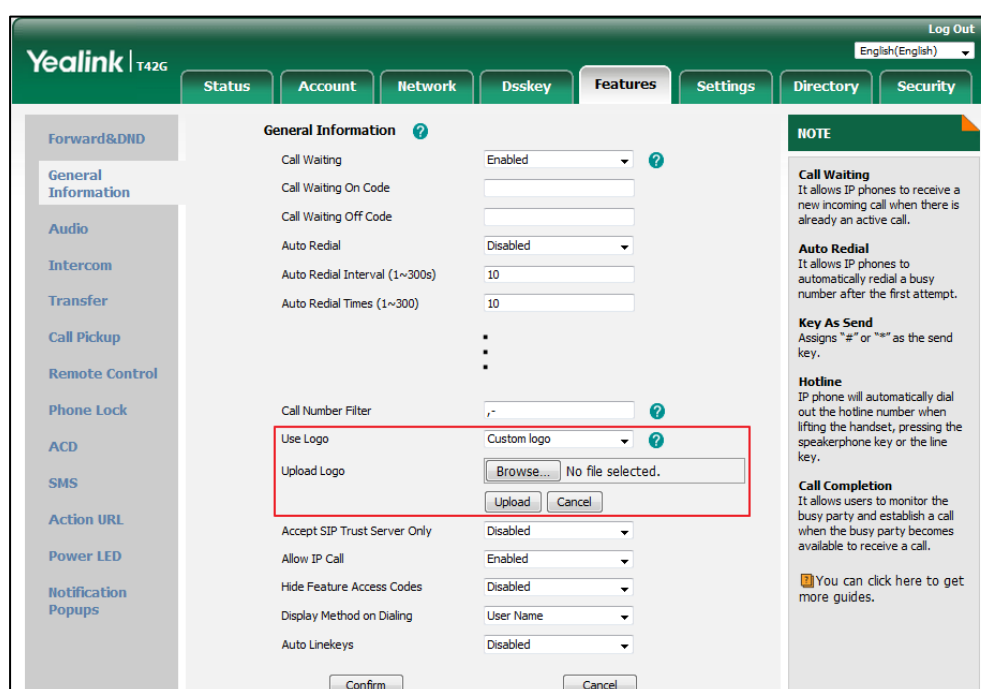 Log Out
English(English)
Yealink T42G
Status Account Network Dsskey Features Settings Directory Security
Forward&DND
General
Information
Audio
Intercom
Transfer
Call Pickup
Remote Control
Phone Lock
ACD
SMS
Action URL
Power LED
Notification
Popups
General Information ?
Call Waiting Enabled ?
Call Waiting On Code
Call Waiting Off Code
Auto Redial Disabled
Auto Redial Interval (1~300s) 10
Auto Redial Times (1~300) 10
Call Number Filter ,- ?
Use Logo Custom logo ?
Upload Logo Browse... No file selected.
Upload Cancel
Accept SIP Trust Server Only Disabled
Allow IP Call Enabled
Hide Feature Access Codes Disabled
Display Method on Dialing User Name
Auto Linekeys Disabled
Confirm Cancel
NOTE
Call Waiting
It allows IP phones to receive a
new incoming call when there is
already an active call.
Auto Redial
It allows IP phones to
automatically redial a busy
number after the first attempt.
Key As Send
Assigns "#" or "*" as the send
key.
Hotline
IP phone will automatically dial
out the hotline number when
lifting the handset, pressing the
speakerphone key or the line
key.
Call Completion
It allows users to monitor the
busy party and establish a call
when the busy party becomes
available to receive a call.
? You can click here to get
more guides.